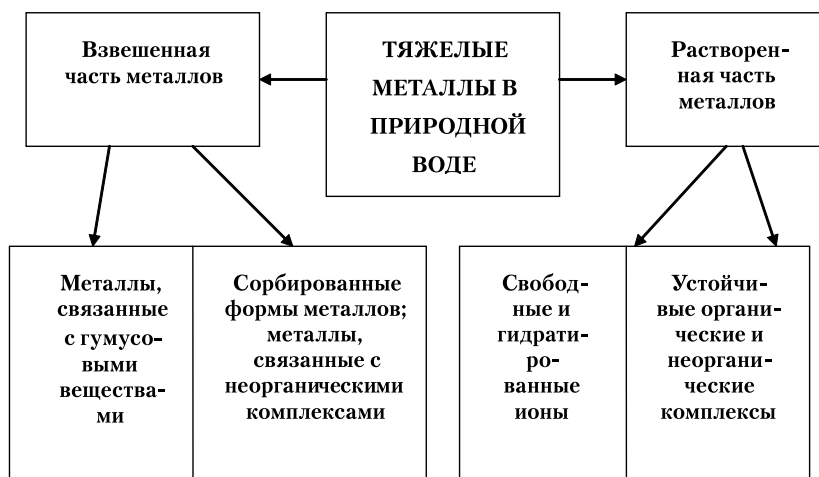 Взвешенная
часть металлов
ТЯЖЕЛЫЕ
МЕТАЛЛЫ В
ПРИРОДНОЙ
ВОДЕ
Растворен-
ная часть
металлов
Металлы,
связанные
с гумусо-
выми
вещества-
ми
Сорбированные
формы металлов;
металлы,
связанные с
неорганическими
комплексами
Свобод-
ные и
гидрати-
ро-
ванные
ионы
Устойчи-
вые органи-
ческие и
неоргани-
ческие
комплексы